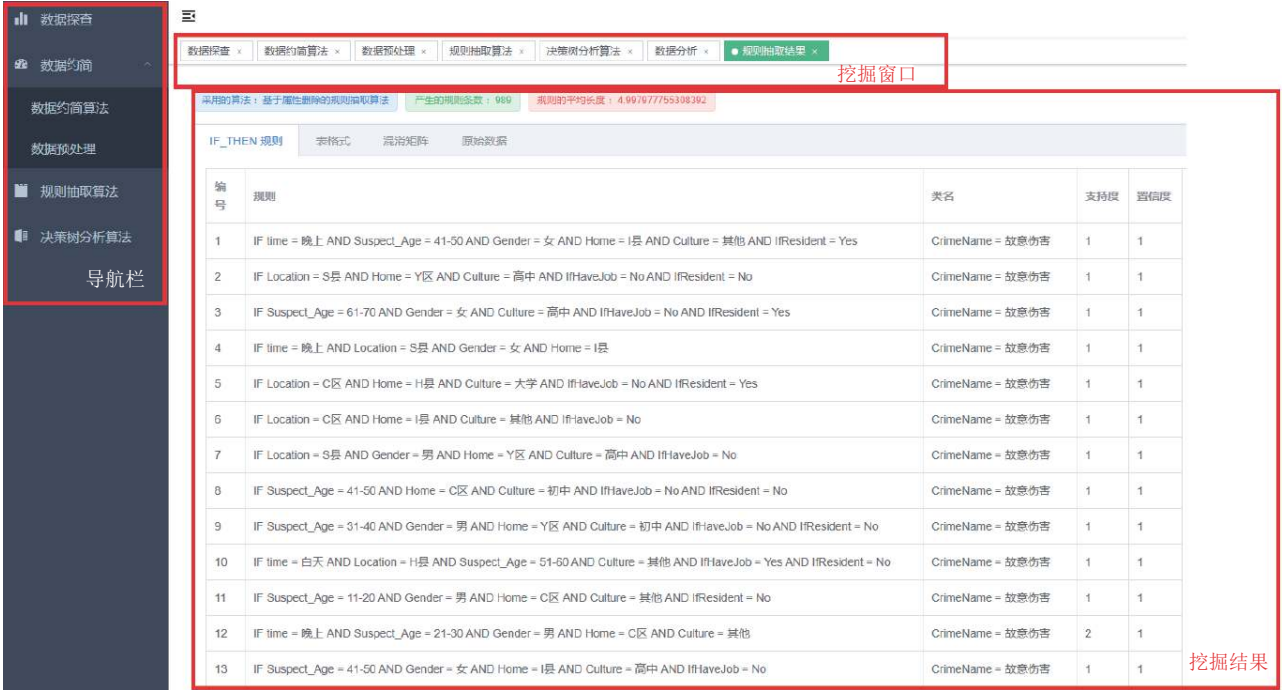 数据探查
数据约简
数据约简算法
数据预处理
规则抽取算法
决策树分析算法
导航栏
数据探查 ×
数据约简算法 ×
数据预处理 ×
规则抽取算法 ×
决策树分析算法 ×
数据分析 ×
规则抽取结果 ×
挖掘窗口
采用的算法：基于属性删除的规则抽取算法
产生的规则条数：989
规则的平均长度：4.997977755308392
IF_THEN 规则
表格式
混淆矩阵
原始数据
编号 规则 类名 支持度 置信度
1 IF time = 晚上 AND Suspect_Age = 41-50 AND Gender = 女 AND Home = I县 AND Culture = 其他 AND IfResident = Yes CrimeName = 故意伤害 1 1
2 IF Location = S县 AND Home = Y区 AND Culture = 高中 AND IfHaveJob = No AND IfResident = No CrimeName = 故意伤害 1 1
3 IF Suspect_Age = 61-70 AND Gender = 女 AND Culture = 高中 AND IfHaveJob = No AND IfResident = Yes CrimeName = 故意伤害 1 1
4 IF time = 晚上 AND Location = S县 AND Gender = 女 AND Home = I县 CrimeName = 故意伤害 1 1
5 IF Location = C区 AND Home = H县 AND Culture = 大学 AND IfHaveJob = No AND IfResident = Yes CrimeName = 故意伤害 1 1
6 IF Location = C区 AND Home = I县 AND Culture = 其他 AND IfHaveJob = No CrimeName = 故意伤害 1 1
7 IF Location = S县 AND Gender = 男 AND Home = Y区 AND Culture = 高中 AND IfHaveJob = No CrimeName = 故意伤害 1 1
8 IF Suspect_Age = 41-50 AND Home = C区 AND Culture = 初中 AND IfHaveJob = No AND IfResident = No CrimeName = 故意伤害 1 1
9 IF Suspect_Age = 31-40 AND Gender = 男 AND Home = Y区 AND Culture = 初中 AND IfHaveJob = No AND IfResident = No CrimeName = 故意伤害 1 1
10 IF time = 白天 AND Location = H县 AND Suspect_Age = 51-60 AND Culture = 其他 AND IfHaveJob = Yes AND IfResident = No CrimeName = 故意伤害 1 1
11 IF Suspect_Age = 11-20 AND Gender = 男 AND Home = C区 AND Culture = 其他 AND IfResident = No CrimeName = 故意伤害 1 1
12 IF time = 晚上 AND Suspect_Age = 21-30 AND Gender = 男 AND Home = C区 AND Culture = 其他 CrimeName = 故意伤害 2 1
13 IF Suspect_Age = 41-50 AND Gender = 女 AND Home = I县 AND Culture = 高中 AND IfHaveJob = No CrimeName = 故意伤害 1 1
挖掘结果